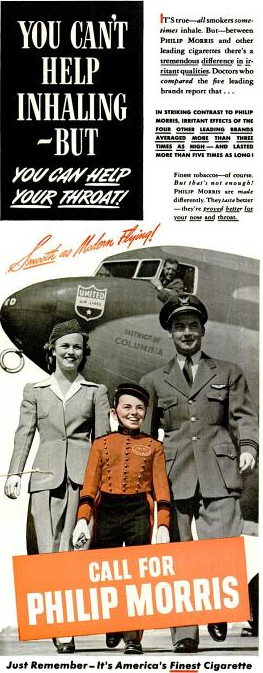 YOU CAN'T
HELP
INHALING
~BUT
YOU CAN HELP
YOUR THROAT!
IT'S true—all smokers some-
times inhale. But—between
PHILIP MORRIS and other
leading cigarettes there's a
tremendous difference in ir-
ritant qualities. Doctors who
compared the five leading
brands report that . . .
IN STRIKING CONTRAST TO PHILIP
MORRIS, IRRITANT EFFECTS OF THE
FOUR OTHER LEADING BRANDS
AVERAGED MORE THAN THREE
TIMES AS HIGH—AND LASTED
MORE THAN FIVE TIMES AS LONG!
Finest tobaccos—of course.
But that's not enough!
PHILIP MORRIS are made
differently. They taste better
—they're proved better for
your nose and throat.
Smooth as Modern Flying!
UNITED
AIR LINES
DISTRICT OF
COLUMBIA
CALL FOR
PHILIP MORRIS
Just Remember—It's America's Finest Cigarette